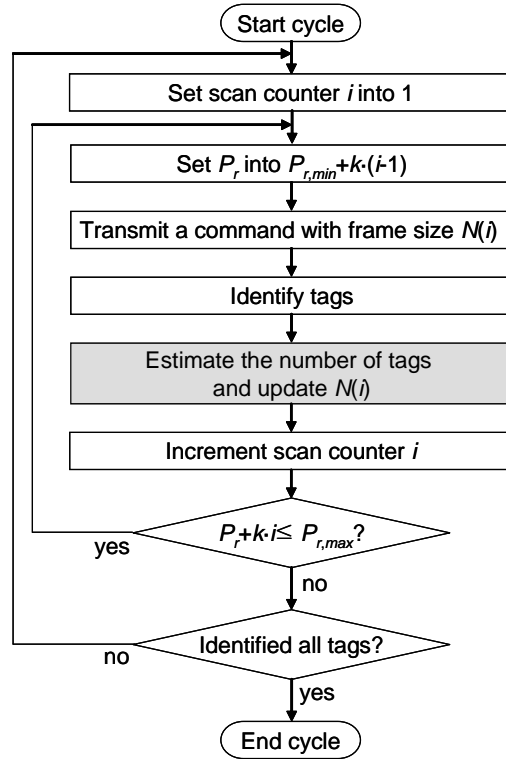 Start cycle
Set scan counter i into 1
Set Pr into Pr,min+k·(i-1)
Transmit a command with frame size N(i)
Identify tags
Estimate the number of tags
and update N(i)
Increment scan counter i
Pr+k·i≤ Pr,max?
yes
no
Identified all tags?
no
yes
End cycle